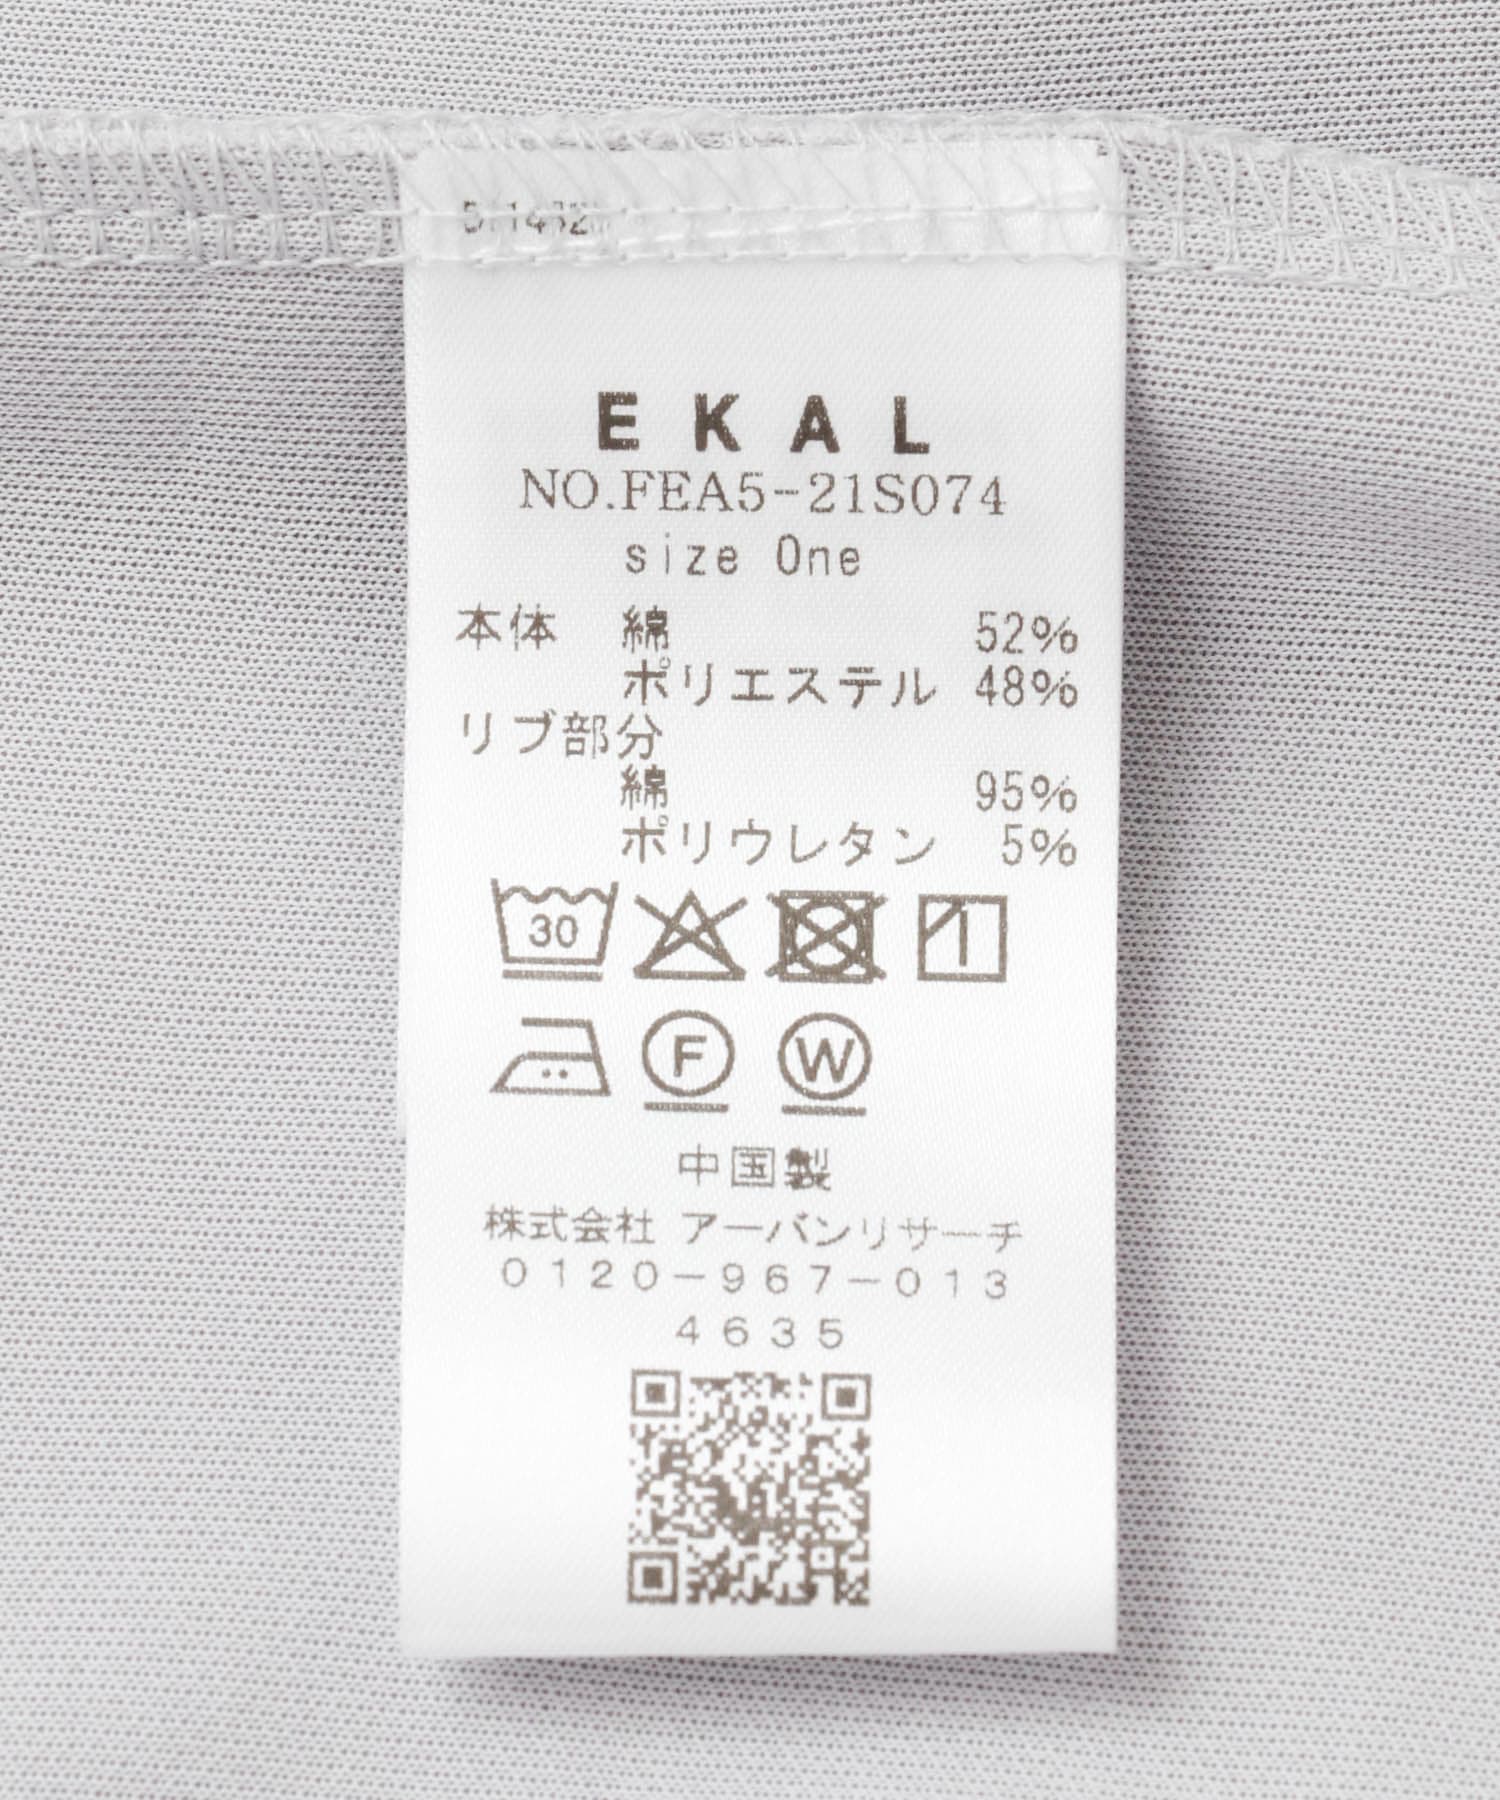 EKAL
NO.FEA5-21S074
size One
本体 綿 52%
ポリエステル 48%
リブ部分
綿 95%
ポリウレタン 5%
30
F W
中国製
株式会社 アーバンリサーチ
0120-967-013
4635